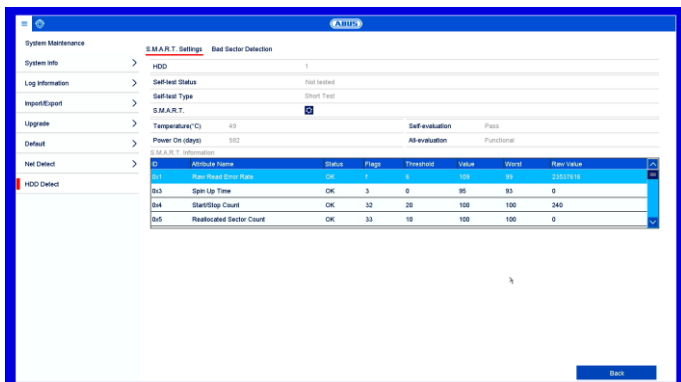 ABUS
System Maintenance
System Info
Log Information
Import/Export
Upgrade
Default
Net Detect
HDD Detect
S.M.A.R.T. Settings Bad Sector Detection
HDD 1
Self-test Status Not tested
Self-test Type Short Test
S.M.A.R.T.
Temperature(°C) 49 Self-evaluation Pass
Power On (days) 592 All-evaluation Functional
S.M.A.R.T. Information
ID Attribute Name Status Flags Threshold Value Worst Raw Value
0x1 Raw Read Error Rate OK f 6 109 99 23537616
0x3 Spin Up Time OK 3 0 95 93 0
0x4 Start/Stop Count OK 32 20 100 100 240
0x5 Reallocated Sector Count OK 33 10 100 100 0
Back